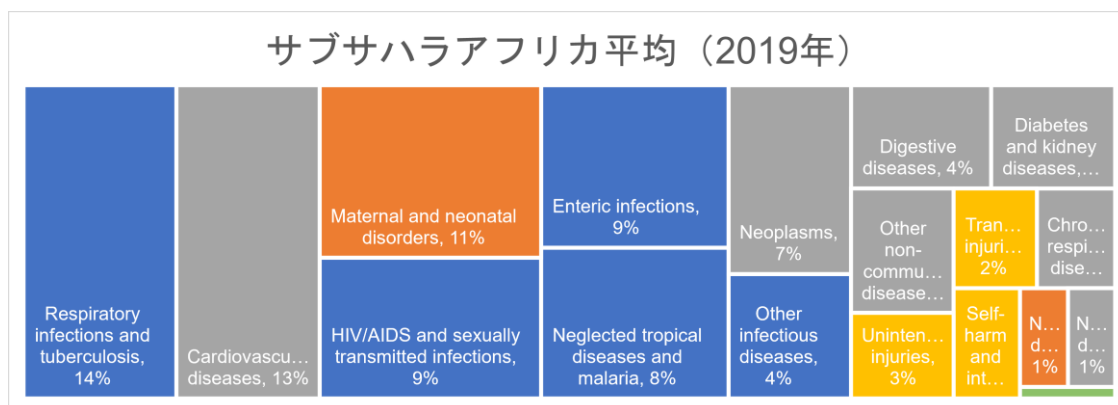 サブサハラアフリカ平均（2019年）
Respiratory
infections and
tuberculosis,
14%
Cardiovascu…
diseases, 13%
Maternal and neonatal
disorders, 11%
HIV/AIDS and sexually
transmitted infections,
9%
Enteric infections,
9%
Neglected tropical
diseases and
malaria, 8%
Neoplasms,
7%
Other
infectious
diseases,
4%
Digestive
diseases, 4%
Diabetes
and kidney
diseases,…
Other
non-
commu…
disease…
Tran…
injuri…
2%
Chro…
respi…
dise…
Uninten…
injuries,
3%
Self-
harm
and
int…
N…
d…
1%
N…
d…
1%